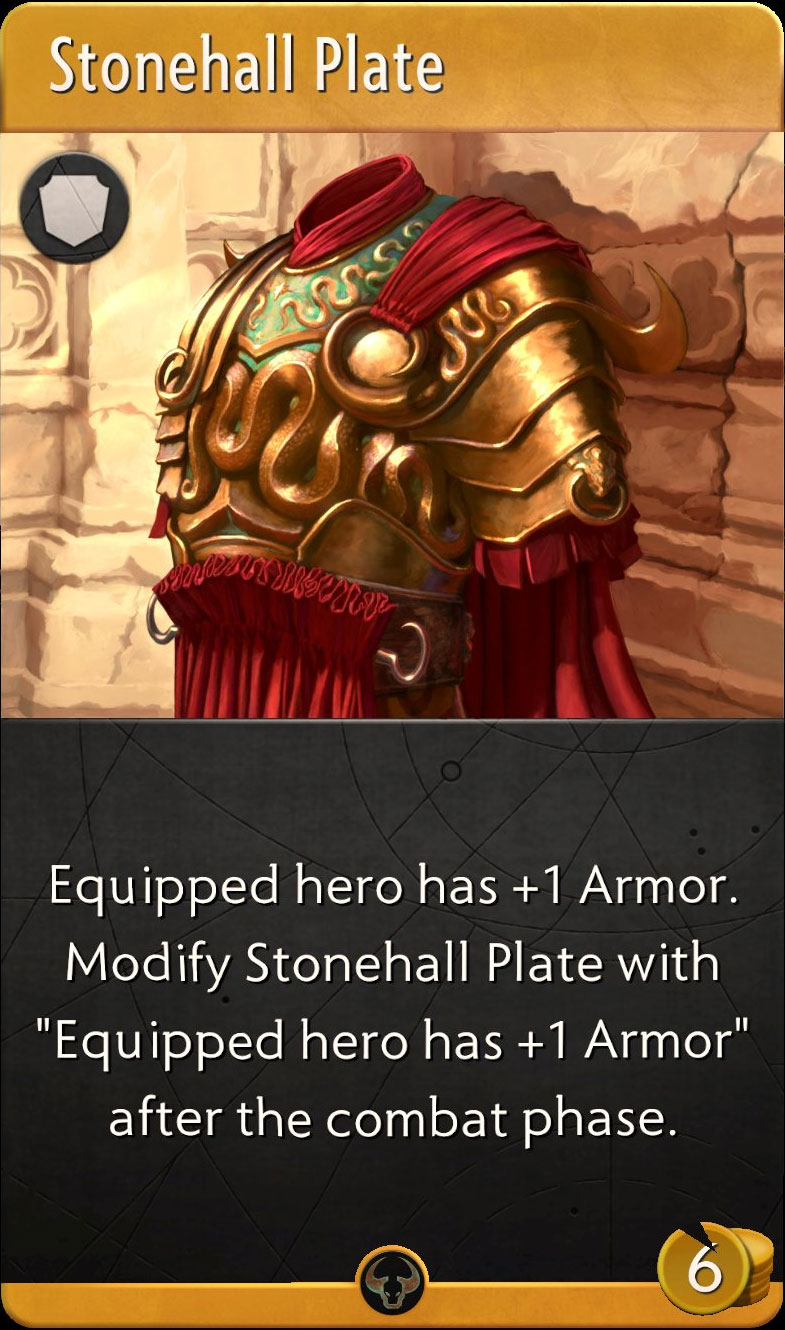 Stonehall Plate
Equipped hero has +1 Armor.
Modify Stonehall Plate with
"Equipped hero has +1 Armor"
after the combat phase.
6